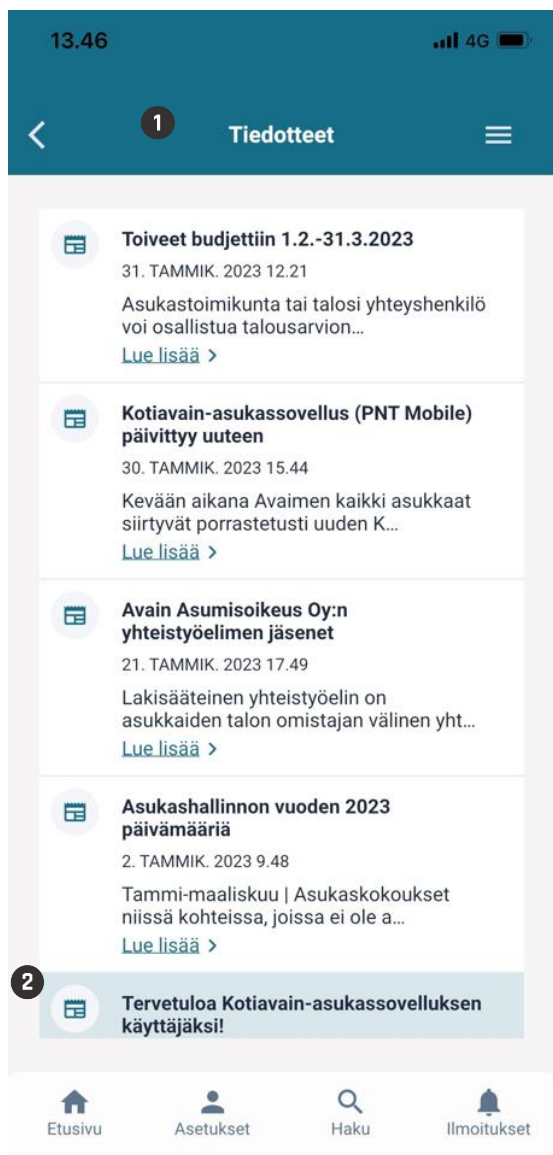 13.46
4G
1
Tiedotteet
Toiveet budjettiin 1.2.-31.3.2023
31. TAMMIK. 2023 12.21
Asukastoimikunta tai talosi yhteyshenkilö
voi osallistua talousarvion...
Lue lisää >
Kotiavain-asukassovellus (PNT Mobile)
päivittyy uuteen
30. TAMMIK. 2023 15.44
Kevään aikana Avaimen kaikki asukkaat
siirtyvät porrastetusti uuden K...
Lue lisää >
Avain Asumisoikeus Oy:n
yhteistyöelimen jäsenet
21. TAMMIK. 2023 17.49
Lakisääteinen yhteistyöelin on
asukkaiden talon omistajan välinen yht...
Lue lisää >
Asukashallinnon vuoden 2023
päivämääriä
2. TAMMIK. 2023 9.48
Tammi-maaliskuu | Asukaskokoukset
niissä kohteissa, joissa ei ole a...
Lue lisää >
2
Tervetuloa Kotiavain-asukassovelluksen
käyttäjäksi!
Etusivu
Asetukset
Haku
Ilmoitukset